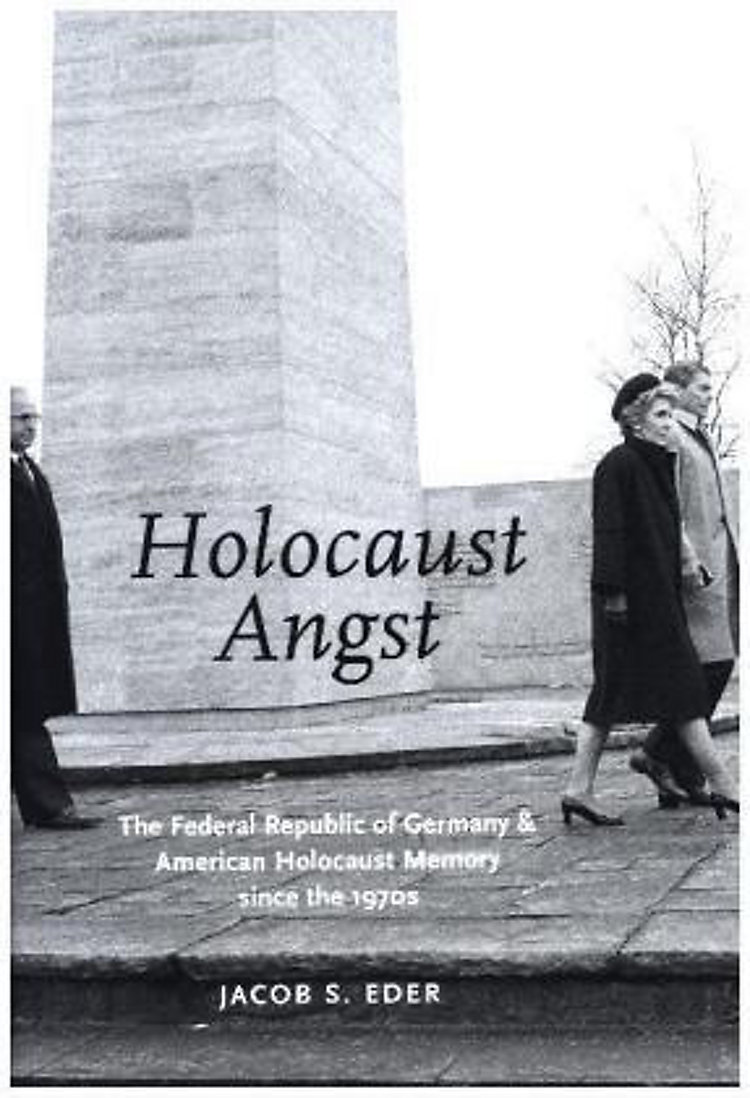 Holocaust
Angst
The Federal Republic of Germany &
American Holocaust Memory
since the 1970s
JACOB S. EDER